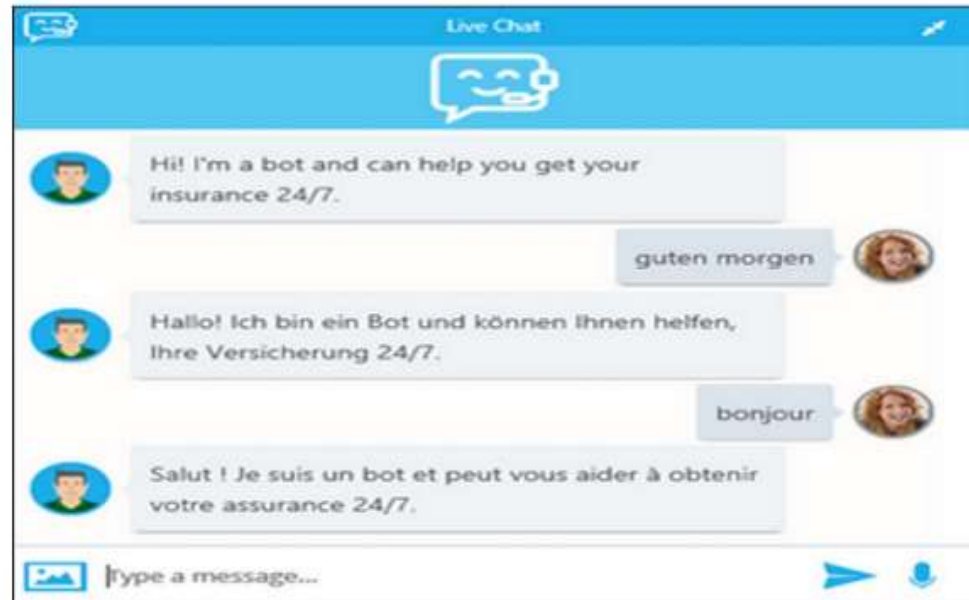 Live Chat
Hi! I'm a bot and can help you get your
insurance 24/7.
guten morgen
Hallo! Ich bin ein Bot und können Ihnen helfen,
Ihre Versicherung 24/7.
bonjour
Salut ! Je suis un bot et peut vous aider à obtenir
votre assurance 24/7.
Type a message...